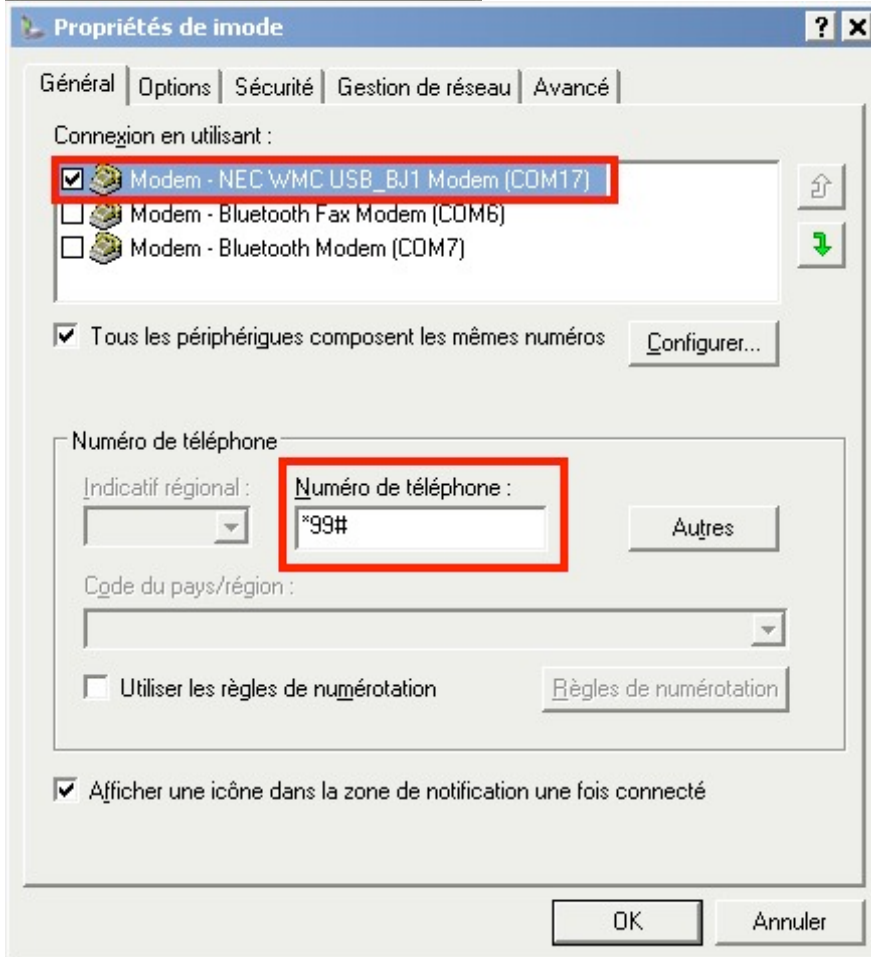 Propriétés de imode
Général Options Sécurité Gestion de réseau Avancé
Connexion en utilisant :
Modem - NEC WMC USB_BJ1 Modem (COM17)
Modem - Bluetooth Fax Modem (COM6)
Modem - Bluetooth Modem (COM7)
Tous les périphériques composent les mêmes numéros
Configurer...
Numéro de téléphone
Indicatif régional : Numéro de téléphone :
*99#
Autres
Code du pays/région :
Utiliser les règles de numérotation
Règles de numérotation
Afficher une icône dans la zone de notification une fois connecté
OK Annuler